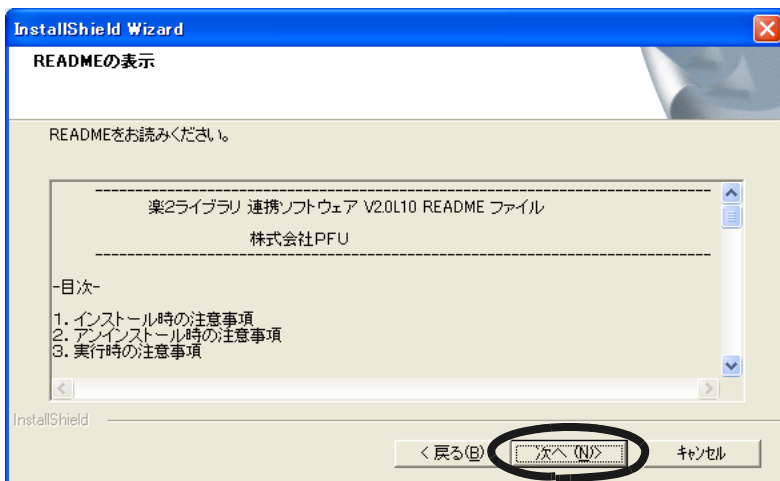 InstallShield Wizard
READMEの表示
READMEをお読みください。
------------------------------------------------------------------------------------
楽2ライブラリ 連携ソフトウェア V2.0L10 README ファイル
株式会社PFU
------------------------------------------------------------------------------------
-目次-
1. インストール時の注意事項
2. アンインストール時の注意事項
3. 実行時の注意事項
InstallShield
< 戻る(B) 次へ (N)> キャンセル